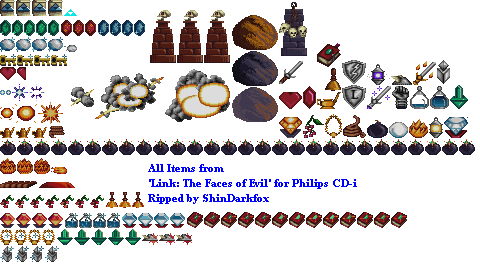 All Items from
'Link: The Faces of Evil' for Philips CD-i
Ripped by ShinDarkfox